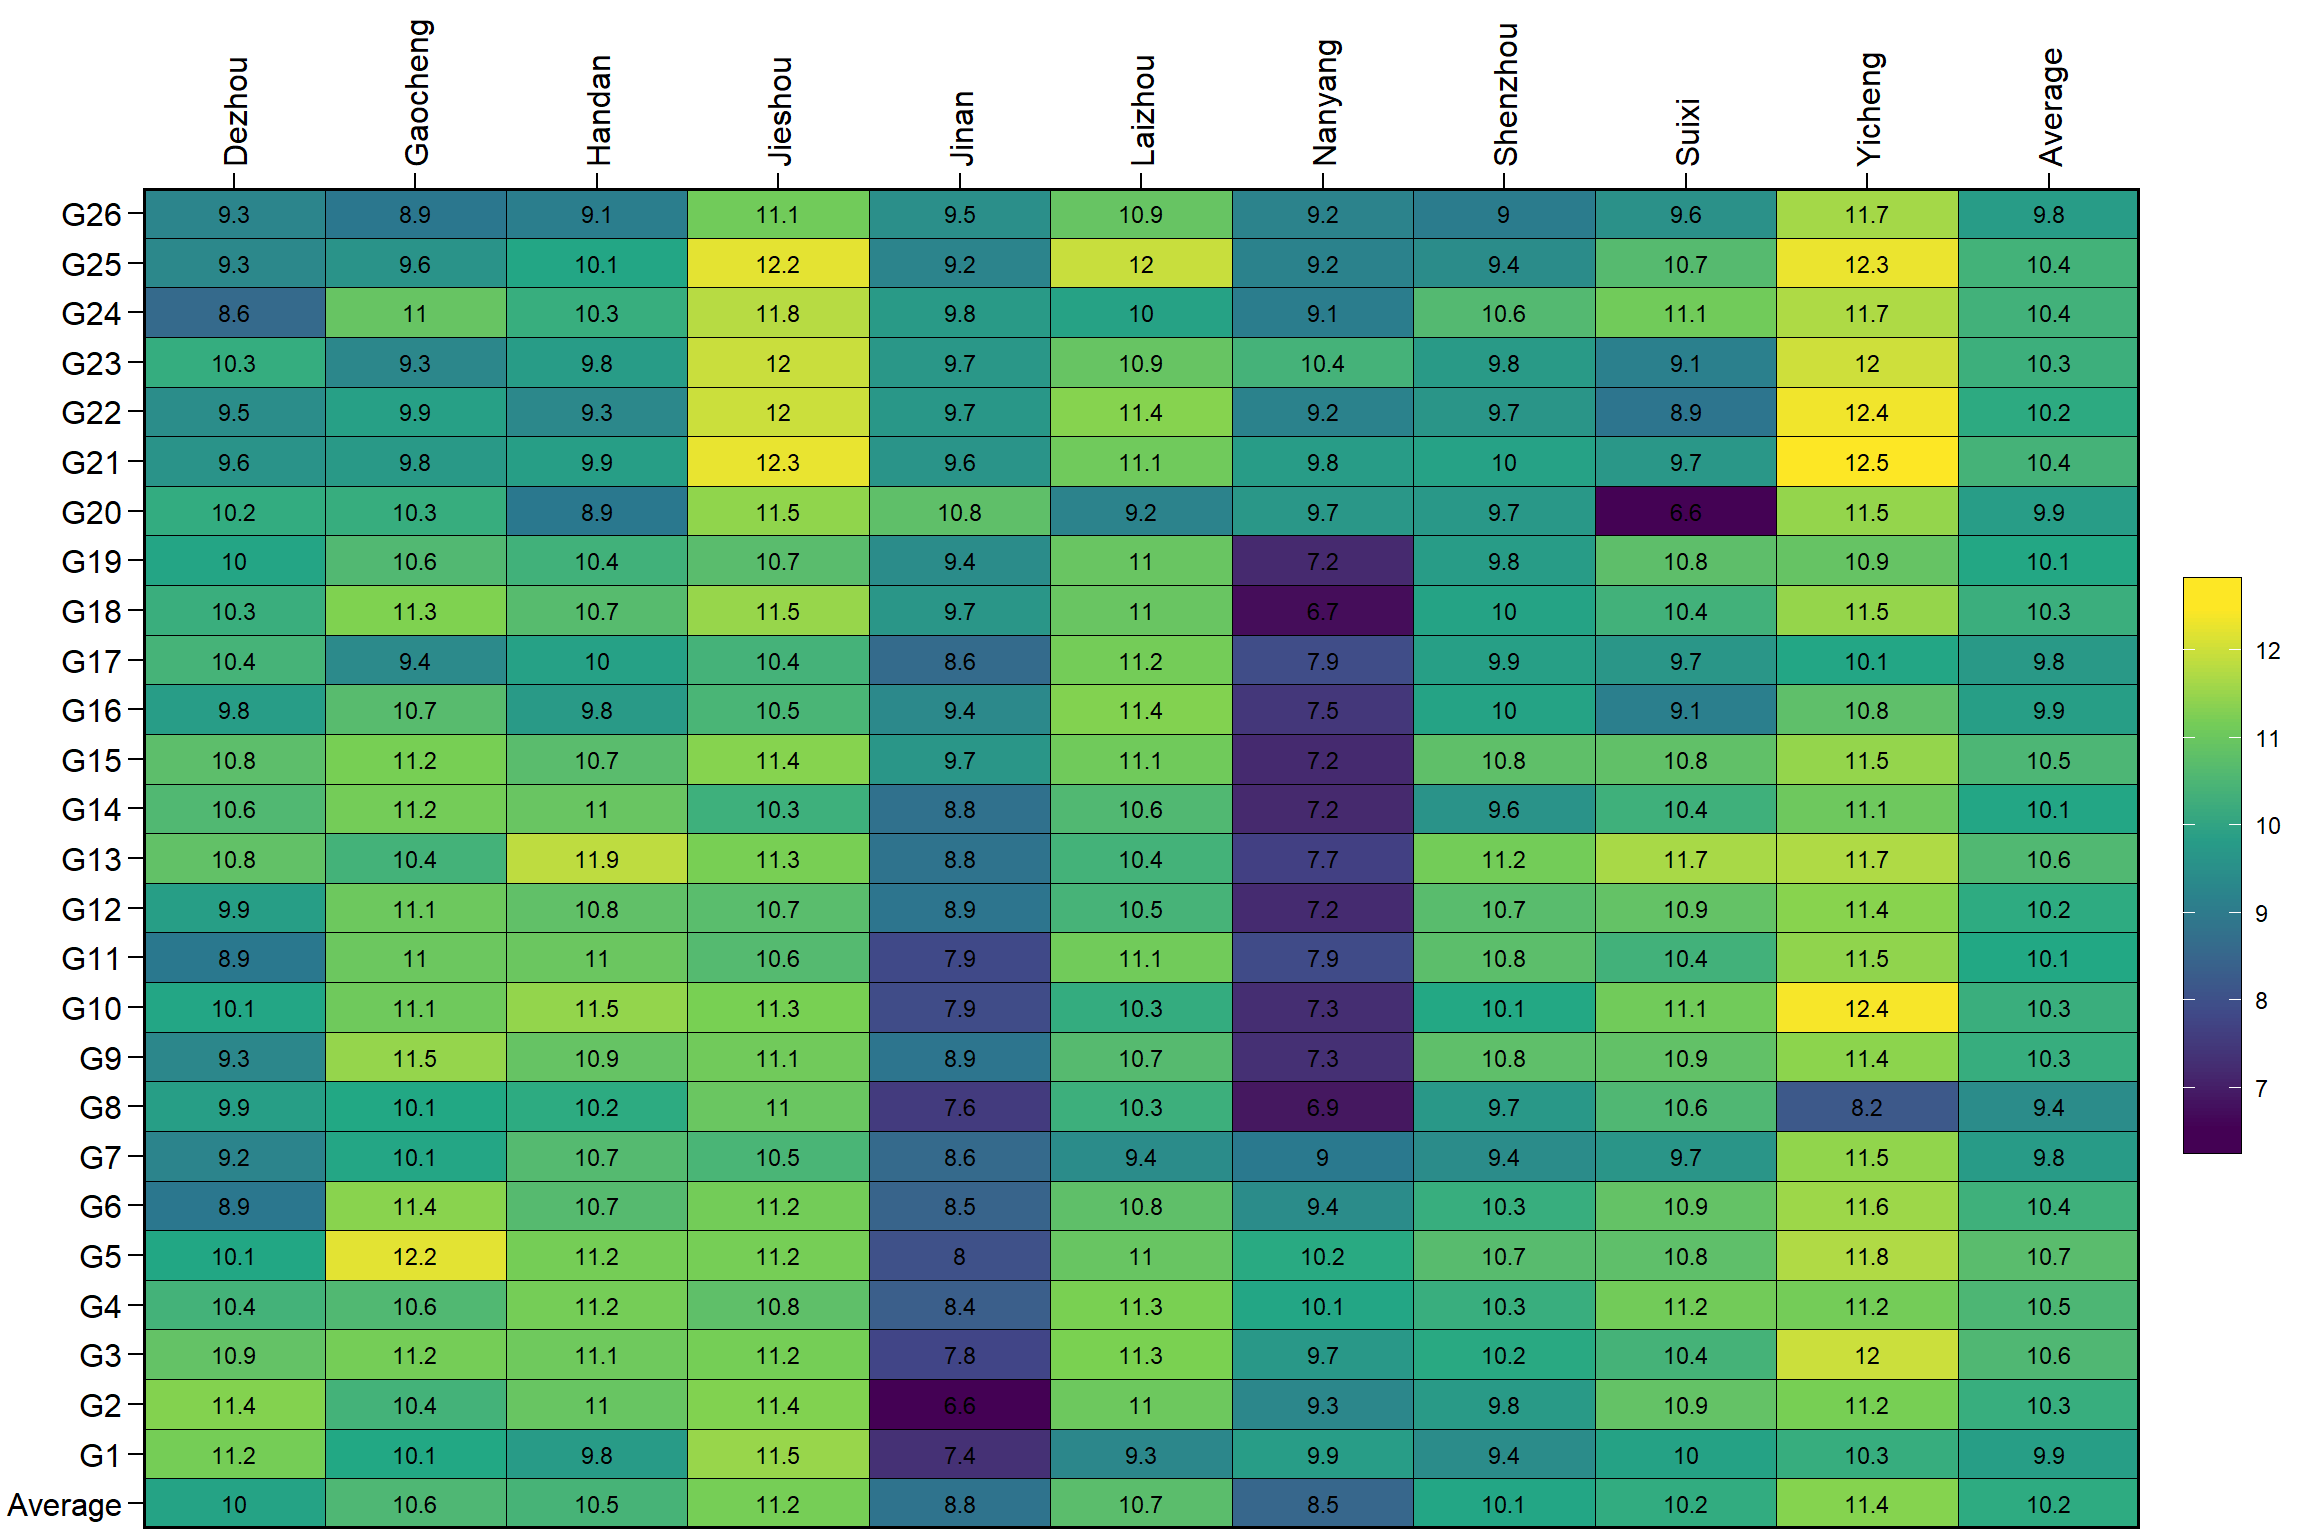 Dezhou Gaocheng Handan Jieshou Jinan Laizhou Nanyang Shenzhou Suixi Yicheng Average
G26 9.3 8.9 9.1 11.1 9.5 10.9 9.2 9 9.6 11.7 9.8
G25 9.3 9.6 10.1 12.2 9.2 12 9.2 9.4 10.7 12.3 10.4
G24 8.6 11 10.3 11.8 9.8 10 9.1 10.6 11.1 11.7 10.4
G23 10.3 9.3 9.8 12 9.7 10.9 10.4 9.8 9.1 12 10.3
G22 9.5 9.9 9.3 12 9.7 11.4 9.2 9.7 8.9 12.4 10.2
G21 9.6 9.8 9.9 12.3 9.6 11.1 9.8 10 9.7 12.5 10.4
G20 10.2 10.3 8.9 11.5 10.8 9.2 9.7 9.7 6.6 11.5 9.9
G19 10 10.6 10.4 10.7 9.4 11 7.2 9.8 10.8 10.9 10.1
G18 10.3 11.3 10.7 11.5 9.7 11 6.7 10 10.4 11.5 10.3
G17 10.4 9.4 10 10.4 8.6 11.2 7.9 9.9 9.7 10.1 9.8
G16 9.8 10.7 9.8 10.5 9.4 11.4 7.5 10 9.1 10.8 9.9
G15 10.8 11.2 10.7 11.4 9.7 11.1 7.2 10.8 10.8 11.5 10.5
G14 10.6 11.2 11 10.3 8.8 10.6 7.2 9.6 10.4 11.1 10.1
G13 10.8 10.4 11.9 11.3 8.8 10.4 7.7 11.2 11.7 11.7 10.6
G12 9.9 11.1 10.8 10.7 8.9 10.5 7.2 10.7 10.9 11.4 10.2
G11 8.9 11 11 10.6 7.9 11.1 7.9 10.8 10.4 11.5 10.1
G10 10.1 11.1 11.5 11.3 7.9 10.3 7.3 10.1 11.1 12.4 10.3
G9 9.3 11.5 10.9 11.1 8.9 10.7 7.3 10.8 10.9 11.4 10.3
G8 9.9 10.1 10.2 11 7.6 10.3 6.9 9.7 10.6 8.2 9.4
G7 9.2 10.1 10.7 10.5 8.6 9.4 9 9.4 9.7 11.5 9.8
G6 8.9 11.4 10.7 11.2 8.5 10.8 9.4 10.3 10.9 11.6 10.4
G5 10.1 12.2 11.2 11.2 8 11 10.2 10.7 10.8 11.8 10.7
G4 10.4 10.6 11.2 10.8 8.4 11.3 10.1 10.3 11.2 11.2 10.5
G3 10.9 11.2 11.1 11.2 7.8 11.3 9.7 10.2 10.4 12 10.6
G2 11.4 10.4 11 11.4 6.6 11 9.3 9.8 10.9 11.2 10.3
G1 11.2 10.1 9.8 11.5 7.4 9.3 9.9 9.4 10 10.3 9.9
Average 10 10.6 10.5 11.2 8.8 10.7 8.5 10.1 10.2 11.4 10.2
12
11
10
9
8
7